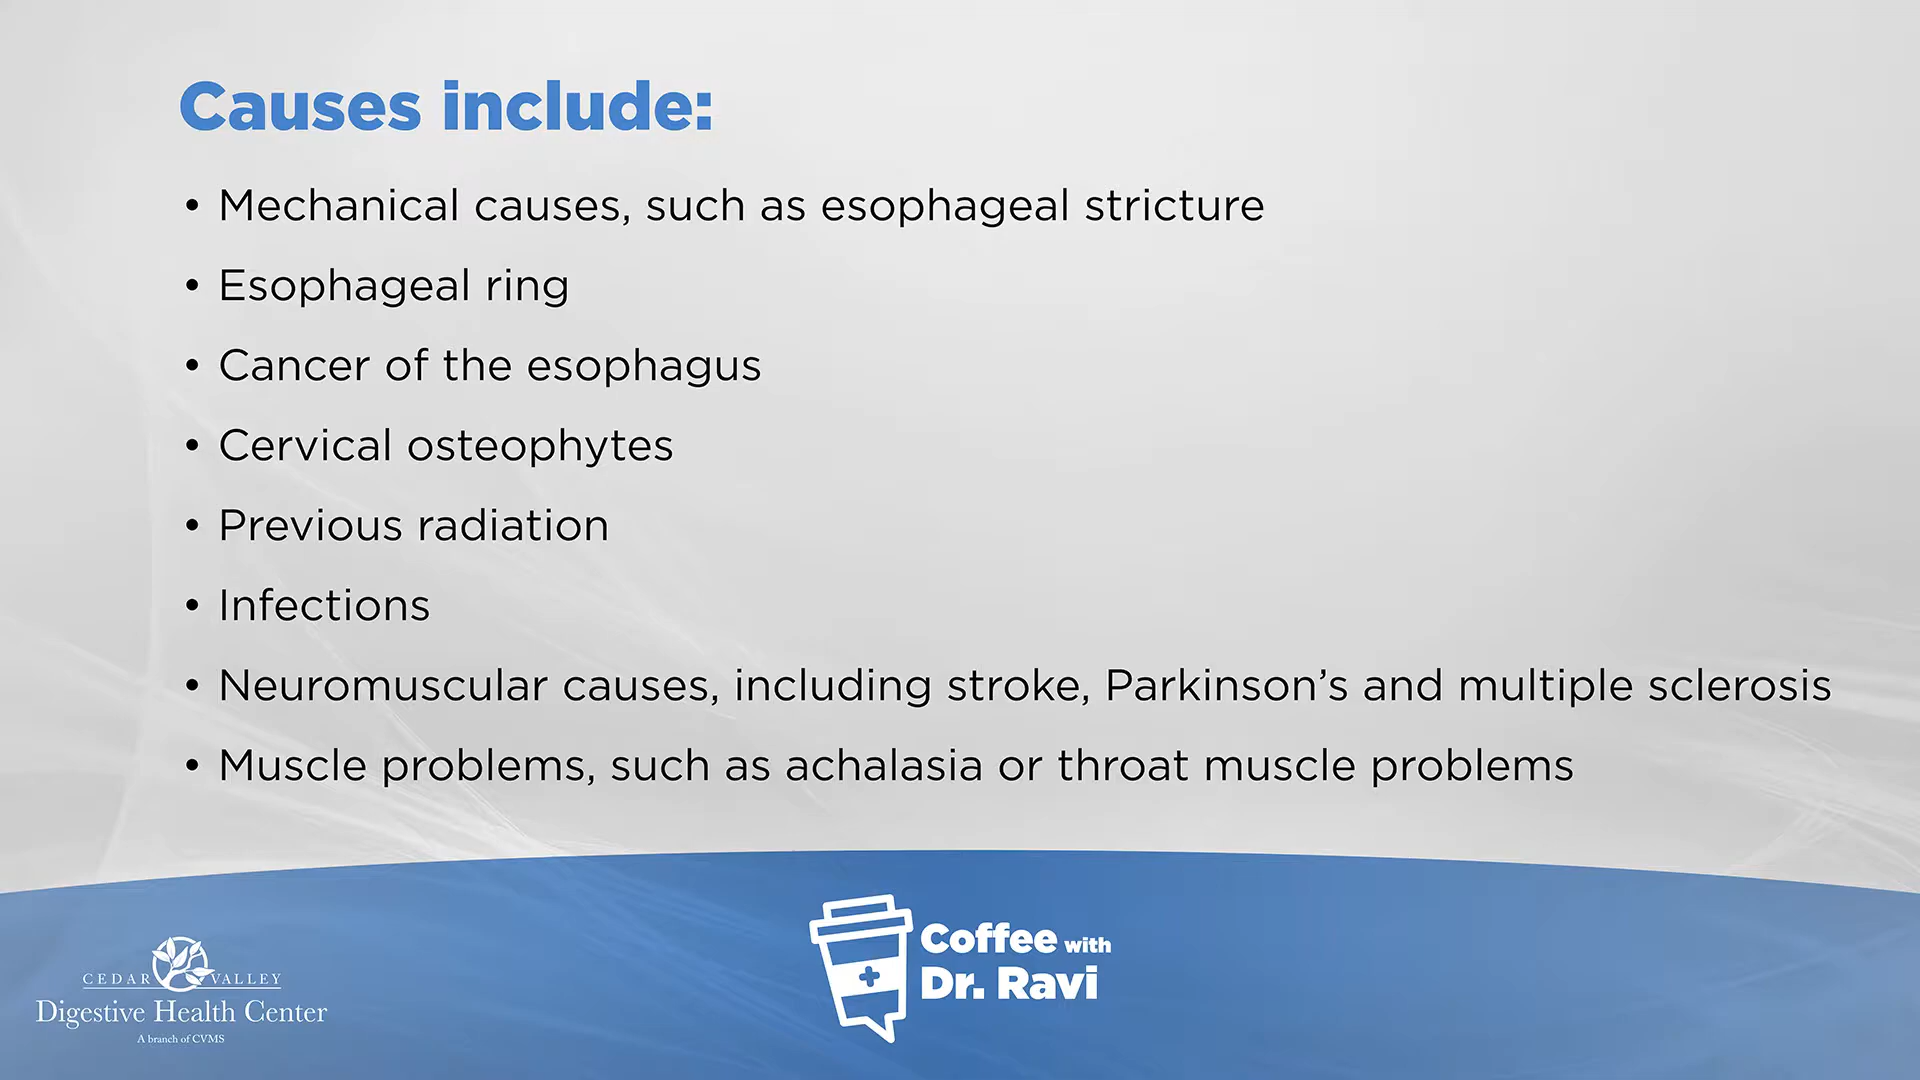 Causes include:
• Mechanical causes, such as esophageal stricture
• Esophageal ring
• Cancer of the esophagus
• Cervical osteophytes
• Previous radiation
• Infections
• Neuromuscular causes, including stroke, Parkinson’s and multiple sclerosis
• Muscle problems, such as achalasia or throat muscle problems
CEDAR VALLEY
Digestive Health Center
A branch of CVMS
Coffee with
Dr. Ravi